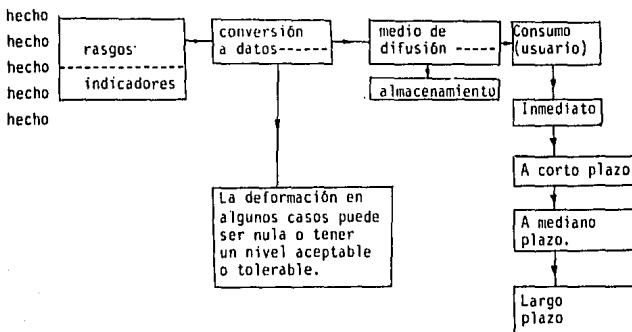 hecho
hecho
hecho
hecho
hecho
rasgos
indicadores
conversión
a datos------
medio de
difusión ----
almacenamiento
Consumo
(usuario)
Inmediato
A corto plazo
A mediano
plazo.
Largo
plazo
La deformación en
algunos casos puede
ser nula o tener
un nivel aceptable
o tolerable.